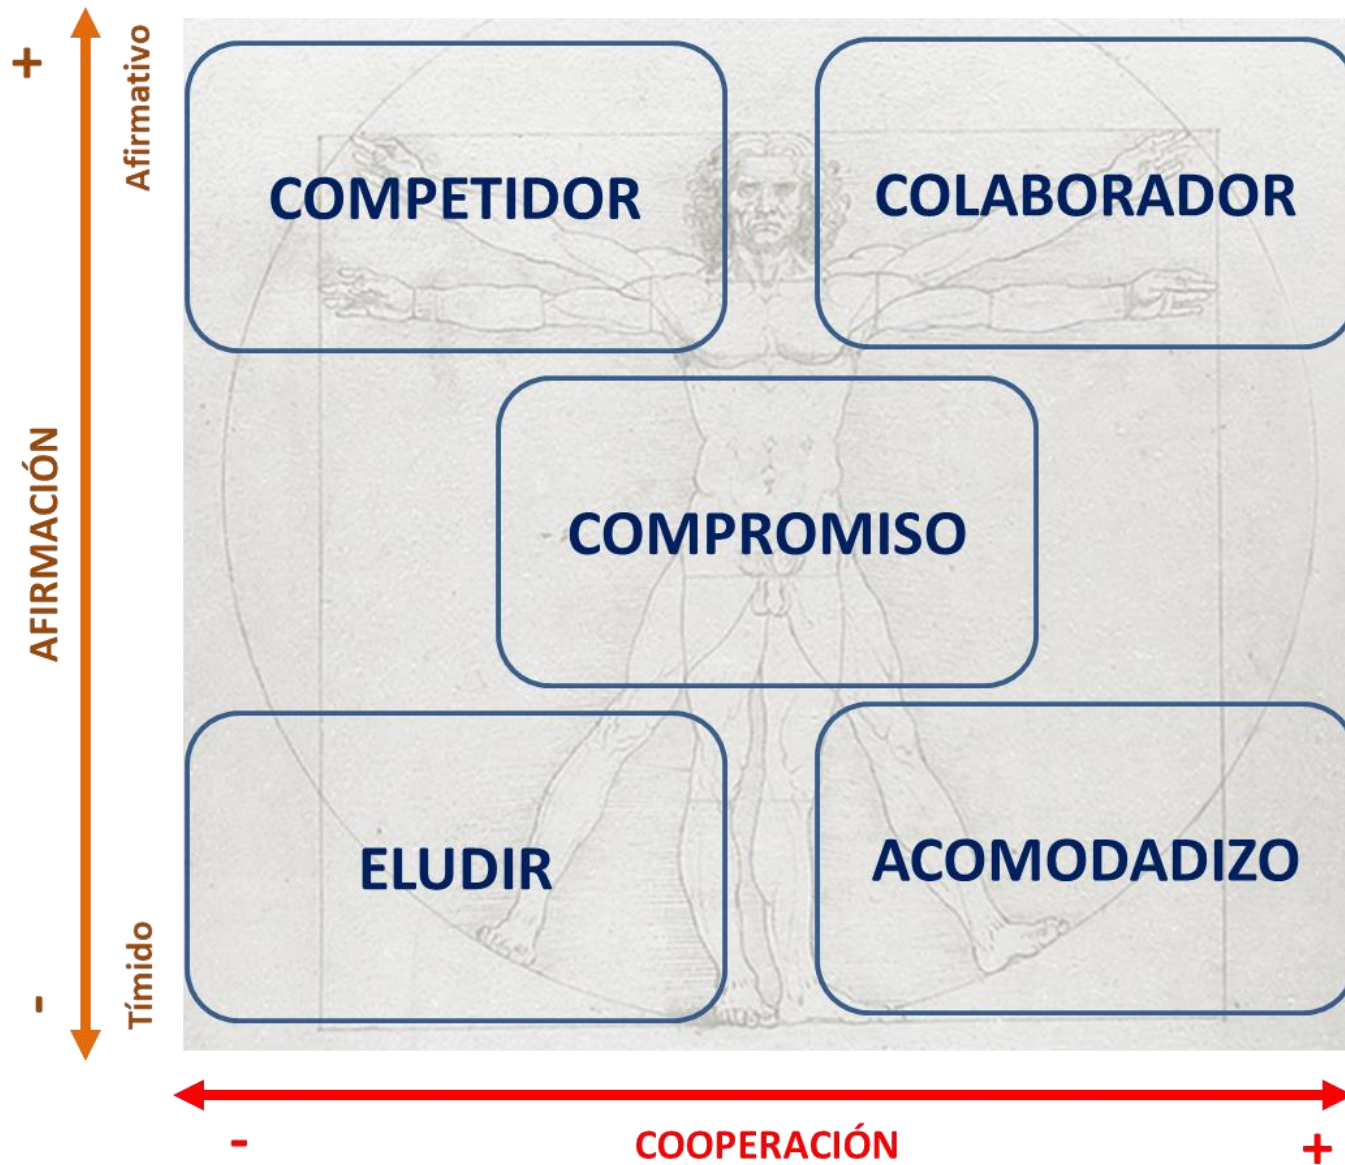 +
Afirmativo
COMPETIDOR
COLABORADOR
AFIRMACIÓN
COMPROMISO
ELUDIR
ACOMODADIZO
Tímido
-
-
COOPERACIÓN
+